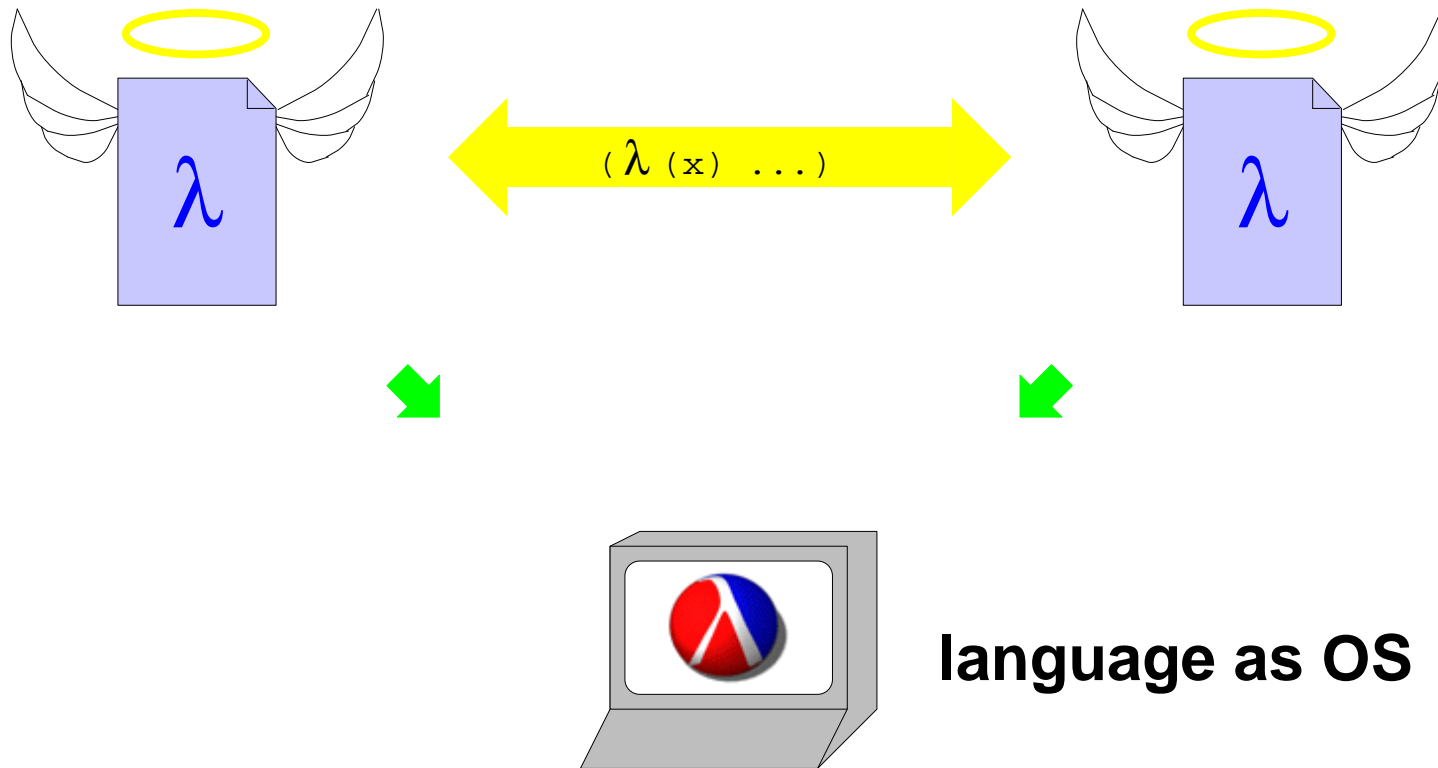 λ
(λ (x) ...)
λ
language as OS